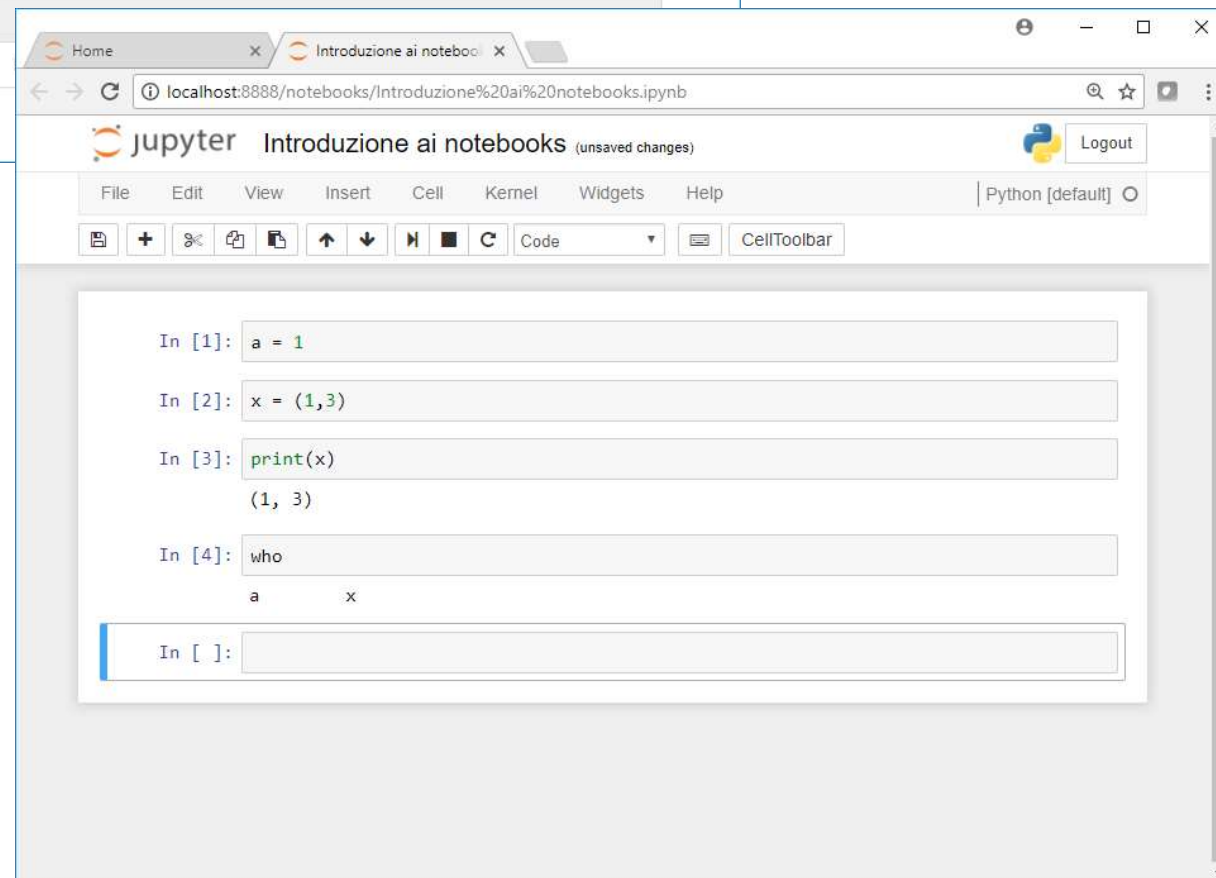 Home
Introduzione ai noteboo
localhost:8888/notebooks/Introduzione%20ai%20notebooks.ipynb
jupyter Introduzione ai notebooks (unsaved changes)
Logout
File Edit View Insert Cell Kernel Widgets Help Python [default]
Code CellToolbar
In [1]: a = 1
In [2]: x = (1,3)
In [3]: print(x)
(1, 3)
In [4]: who
a x
In [ ]: